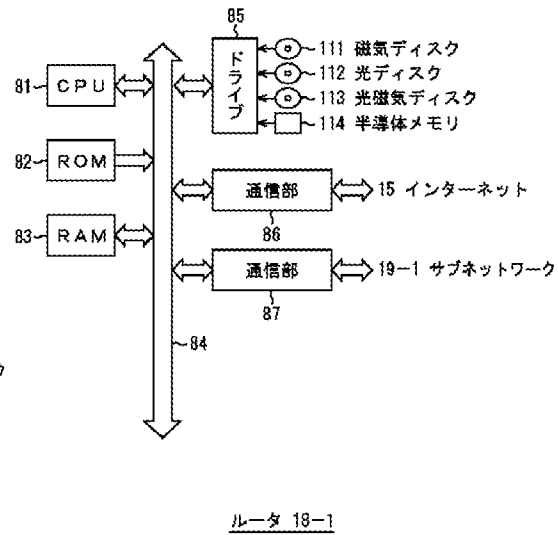 85
ドライブ
111 磁気ディスク
112 光ディスク
113 光磁気ディスク
114 半導体メモリ
81 CPU
82 ROM
83 RAM
通信部
86
15 インターネット
通信部
87
19-1 サブネットワーク
84
ク
ルータ 18-1